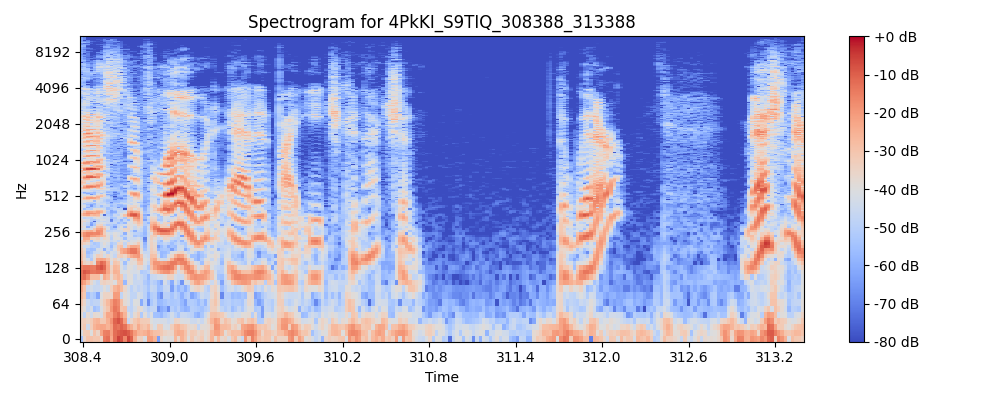 Spectrogram for 4PkKI_S9TIQ_308388_313388
8192
4096
2048
1024
512
256
128
64
0
Hz
308.4 309.0 309.6 310.2 310.8 311.4 312.0 312.6 313.2
Time
+0 dB
-10 dB
-20 dB
-30 dB
-40 dB
-50 dB
-60 dB
-70 dB
-80 dB